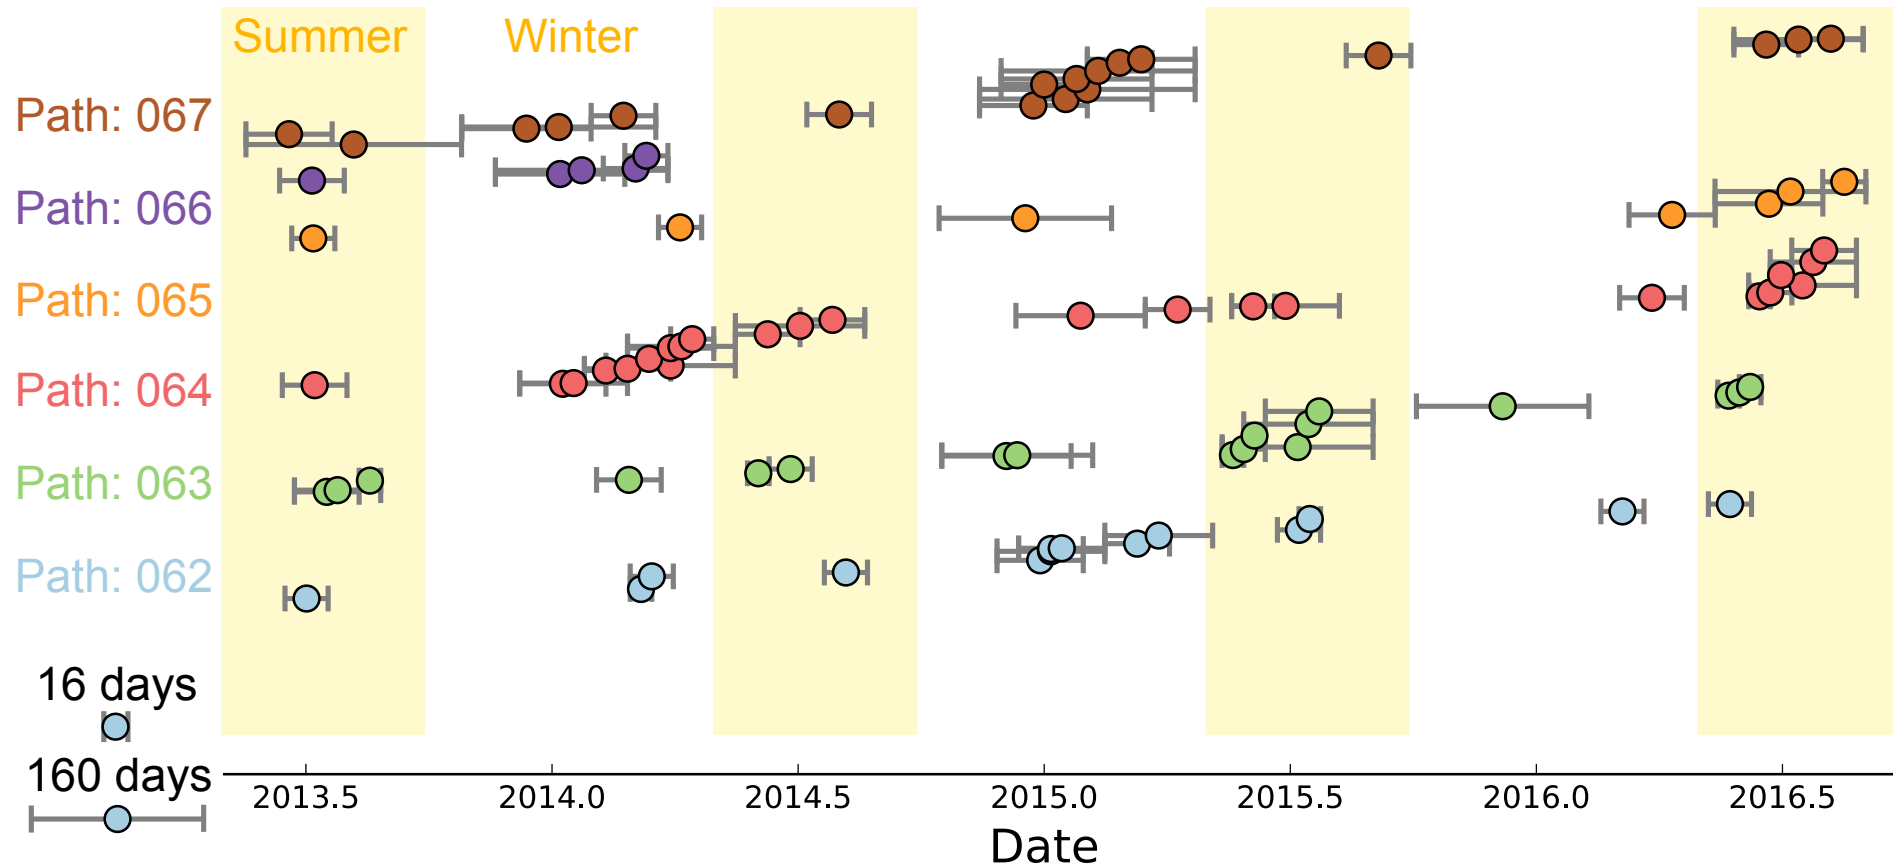 Summer
Winter
Path: 067
Path: 066
Path: 065
Path: 064
Path: 063
Path: 062
16 days
160 days
2013.5
2014.0
2014.5
2015.0
2015.5
2016.0
2016.5
Date